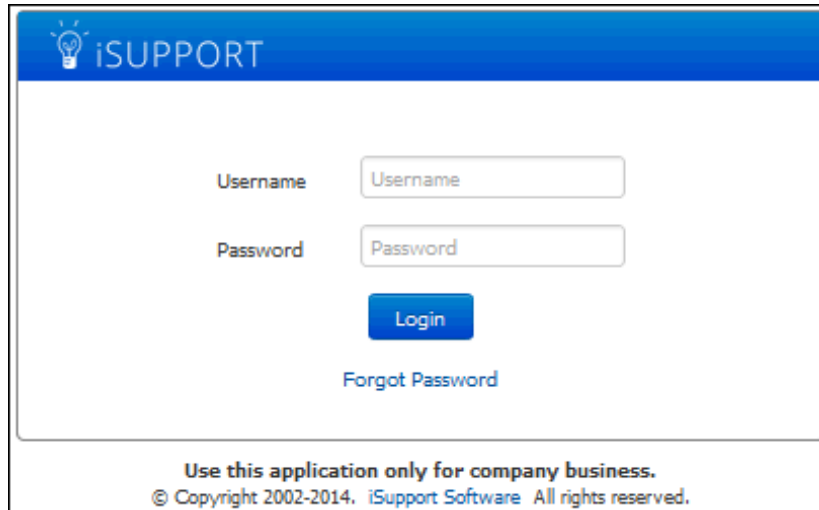 iSUPPORT
Username Username
Password Password
Login
Forgot Password
Use this application only for company business.
© Copyright 2002-2014. iSupport Software All rights reserved.